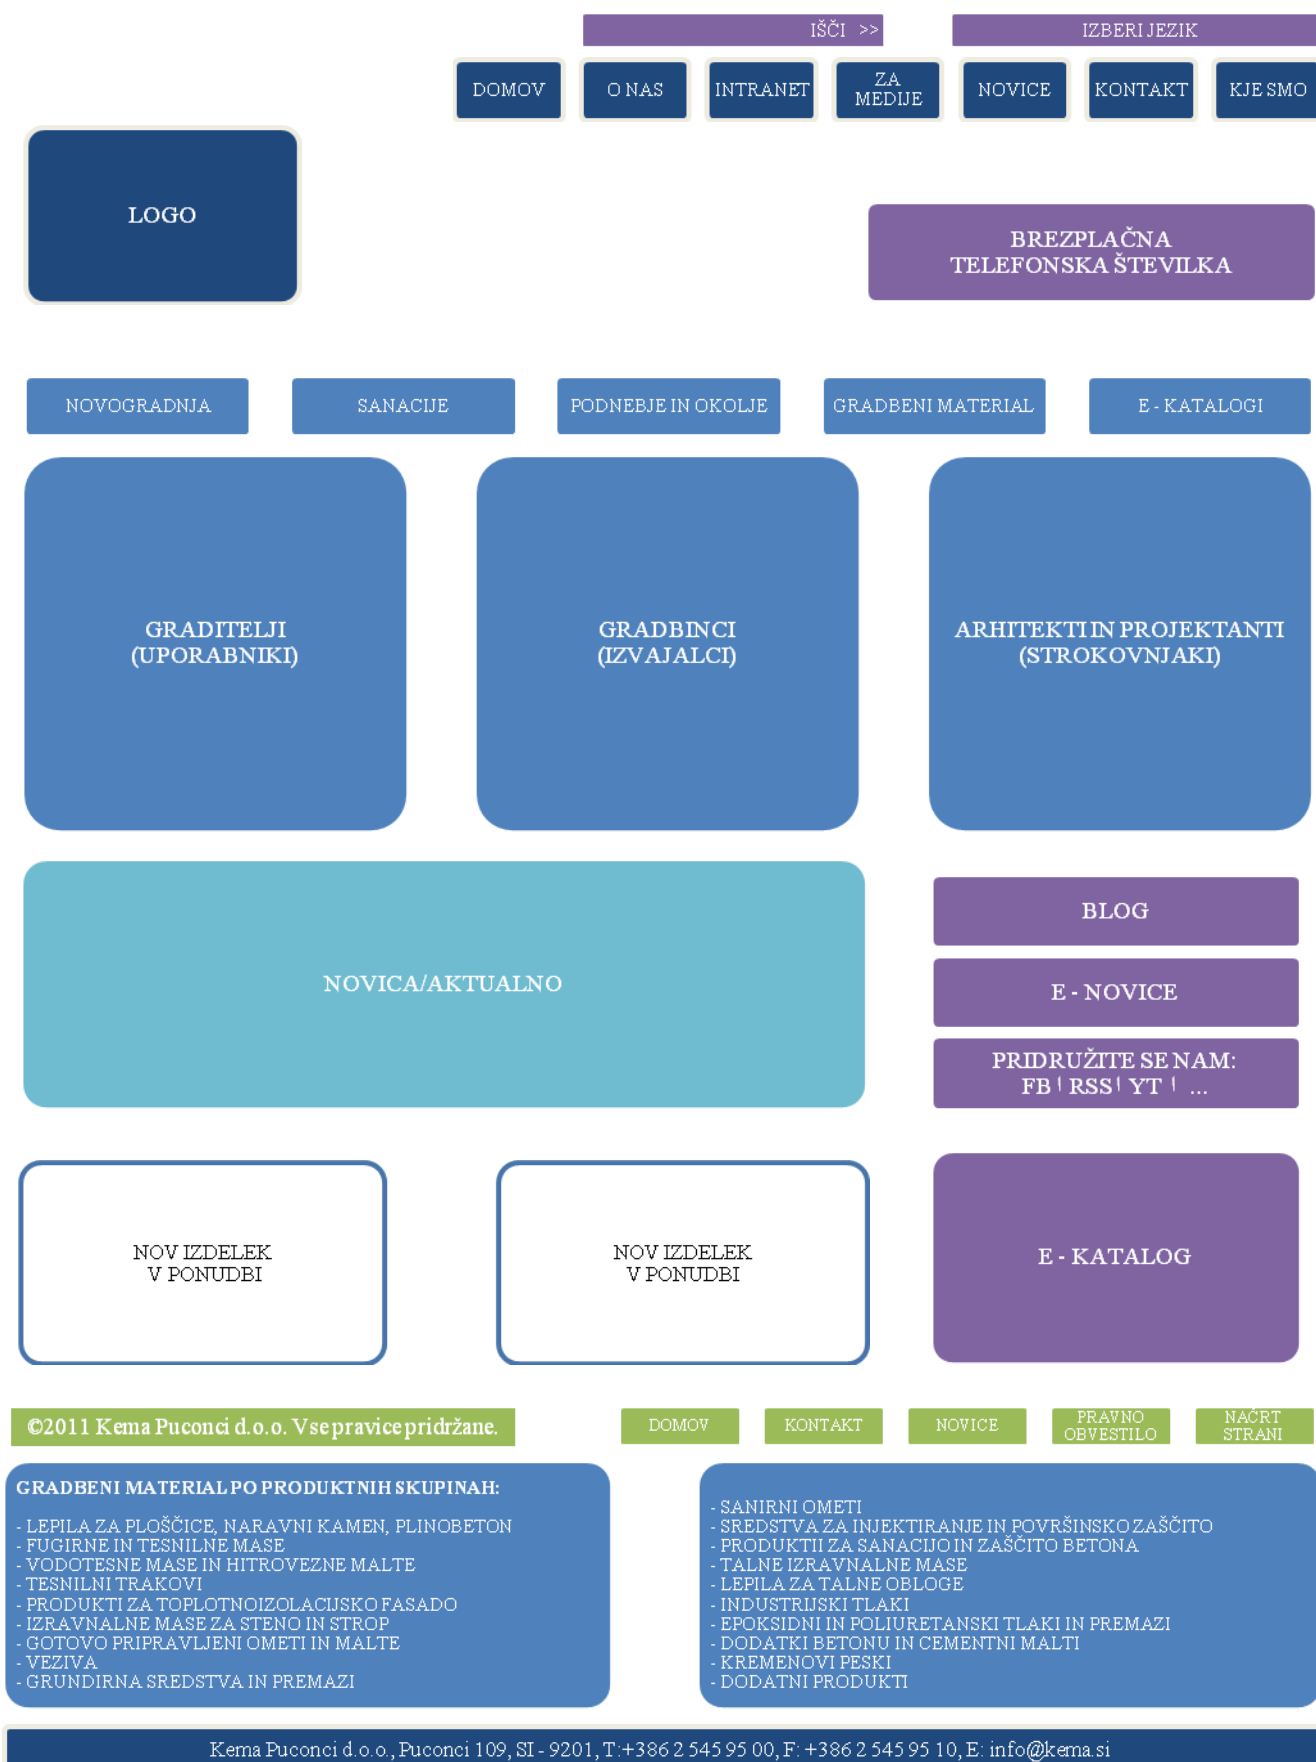 IŠČI >>
IZBERI JEZIK
DOMOV
O NAS
INTRANET
ZA
MEDIJE
NOVICE
KONTAKT
KJE SMO
LOGO
BREZPLAČNA
TELEFONSKA ŠTEVILKA
NOVOGRADNJA
SANACIJE
PODNEBJE IN OKOLJE
GRADBENI MATERIAL
E - KATALOGI
GRADITELJI
(UPORABNIKI)
GRADBINCI
(IZVAJALCI)
ARHITEKTI IN PROJEKTANTI
(STROKOVNJAKI)
NOVICA/AKTUALNO
BLOG
E - NOVICE
PRIDRUŽITE SE NAM:
FB | RSS | YT | ...
NOV IZDELEK
V PONUDBI
NOV IZDELEK
V PONUDBI
E - KATALOG
©2011 Kema Puconci d.o.o. Vse pravice pridržane.
DOMOV
KONTAKT
NOVICE
PRAVNO
OBVESTILO
NAČRT
STRANI
GRADBENI MATERIAL PO PRODUKTNIH SKUPINAH:
- LEPILA ZA PLOŠČICE, NARAVNI KAMEN, PLINOBETON
- FUGIRNE IN TESNILNE MASE
- VODOTESNE MASE IN HITROVEZNE MALTE
- TESNILNI TRAKOVI
- PRODUKTI ZA TOPLOTNOIZOLACIJSKO FASADO
- IZRAVNALNE MASE ZA STENO IN STROP
- GOTOVO PRIPRAVLJENI OMETI IN MALTE
- VEZIVA
- GRUNDIRNA SREDSTVA IN PREMAZI
- SANIRNI OMETI
- SREDSTVA ZA INJEKTIRANJE IN POVRŠINSKO ZAŠČITO
- PRODUKTII ZA SANACIJO IN ZAŠČITO BETONA
- TALNE IZRAVNALNE MASE
- LEPILA ZA TALNE OBLOGE
- INDUSTRIJSKI TLAKI
- EPOKSIDNI IN POLIURETANSKI TLAKI IN PREMAZI
- DODATKI BETONU IN CEMENTNI MALTI
- KREMENOVI PESKI
- DODATNI PRODUKTI
Kema Puconci d.o.o., Puconci 109, SI - 9201, T:+386 2 545 95 00, F: +386 2 545 95 10, E: info@kema.si